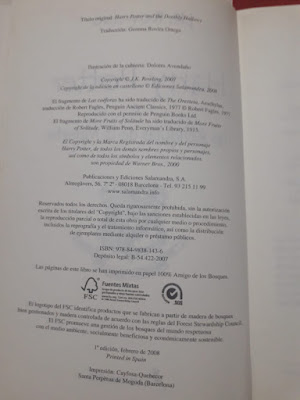 Título original: Harry Potter and the Deathly Hallows
Traducción: Gemma Rovira Ortega
Ilustración de la cubierta: Dolores Avendaño
Copyright © J.K. Rowling, 2007
Copyright de la edición en castellano © Ediciones Salamandra, 2008
El fragmento de Las coéforas ha sido traducido de The Oresteia, Aeschylus,
traducción de Robert Fagles, Penguin Ancient Classics, 1977 © Robert Fagles, 1977.
Reproducido con el permiso de Penguin Books Ltd.
El fragmento de More Fruits of Solitude ha sido traducido de More Fruits
of Solitude, William Penn, Everyman's Library, 1915.
El Copyright y la Marca Registrada del nombre y del personaje
Harry Potter, de todos los demás nombres propios y personajes,
así como de todos los símbolos y elementos relacionados,
son propiedad de Warner Bros., 2000
Publicaciones y Ediciones Salamandra, S.A.
Almogàvers, 56, 7º 2ª - 08018 Barcelona - Tel. 93 215 11 99
www.salamandra.info
Reservados todos los derechos. Queda rigurosamente prohibida, sin la autorización
escrita de los titulares del "Copyright", bajo las sanciones establecidas en las leyes,
la reproducción parcial o total de esta obra por cualquier medio o procedimiento,
incluidos la reprografía y el tratamiento informático, así como la distribución
de ejemplares mediante alquiler o préstamo públicos.
ISBN: 978-84-9838-143-6
Depósito legal: B-54.422-2007
Las páginas de este libro se han impreso en papel 100% Amigo de los Bosques
FSC
Fuentes Mixtas
El logotipo del FSC identifica productos que se fabrican a partir de madera de bosques
bien gestionados y madera controlada de acuerdo con las reglas del Forest Stewardship Council.
El FSC promueve una gestión de los bosques del mundo respetuosa
con el medio ambiente, socialmente beneficiosa y económicamente sostenible.
1ª edición, febrero de 2008
Printed in Spain
Impresión: Cayfosa-Quebecor
Santa Perpètua de Mogoda (Barcelona)